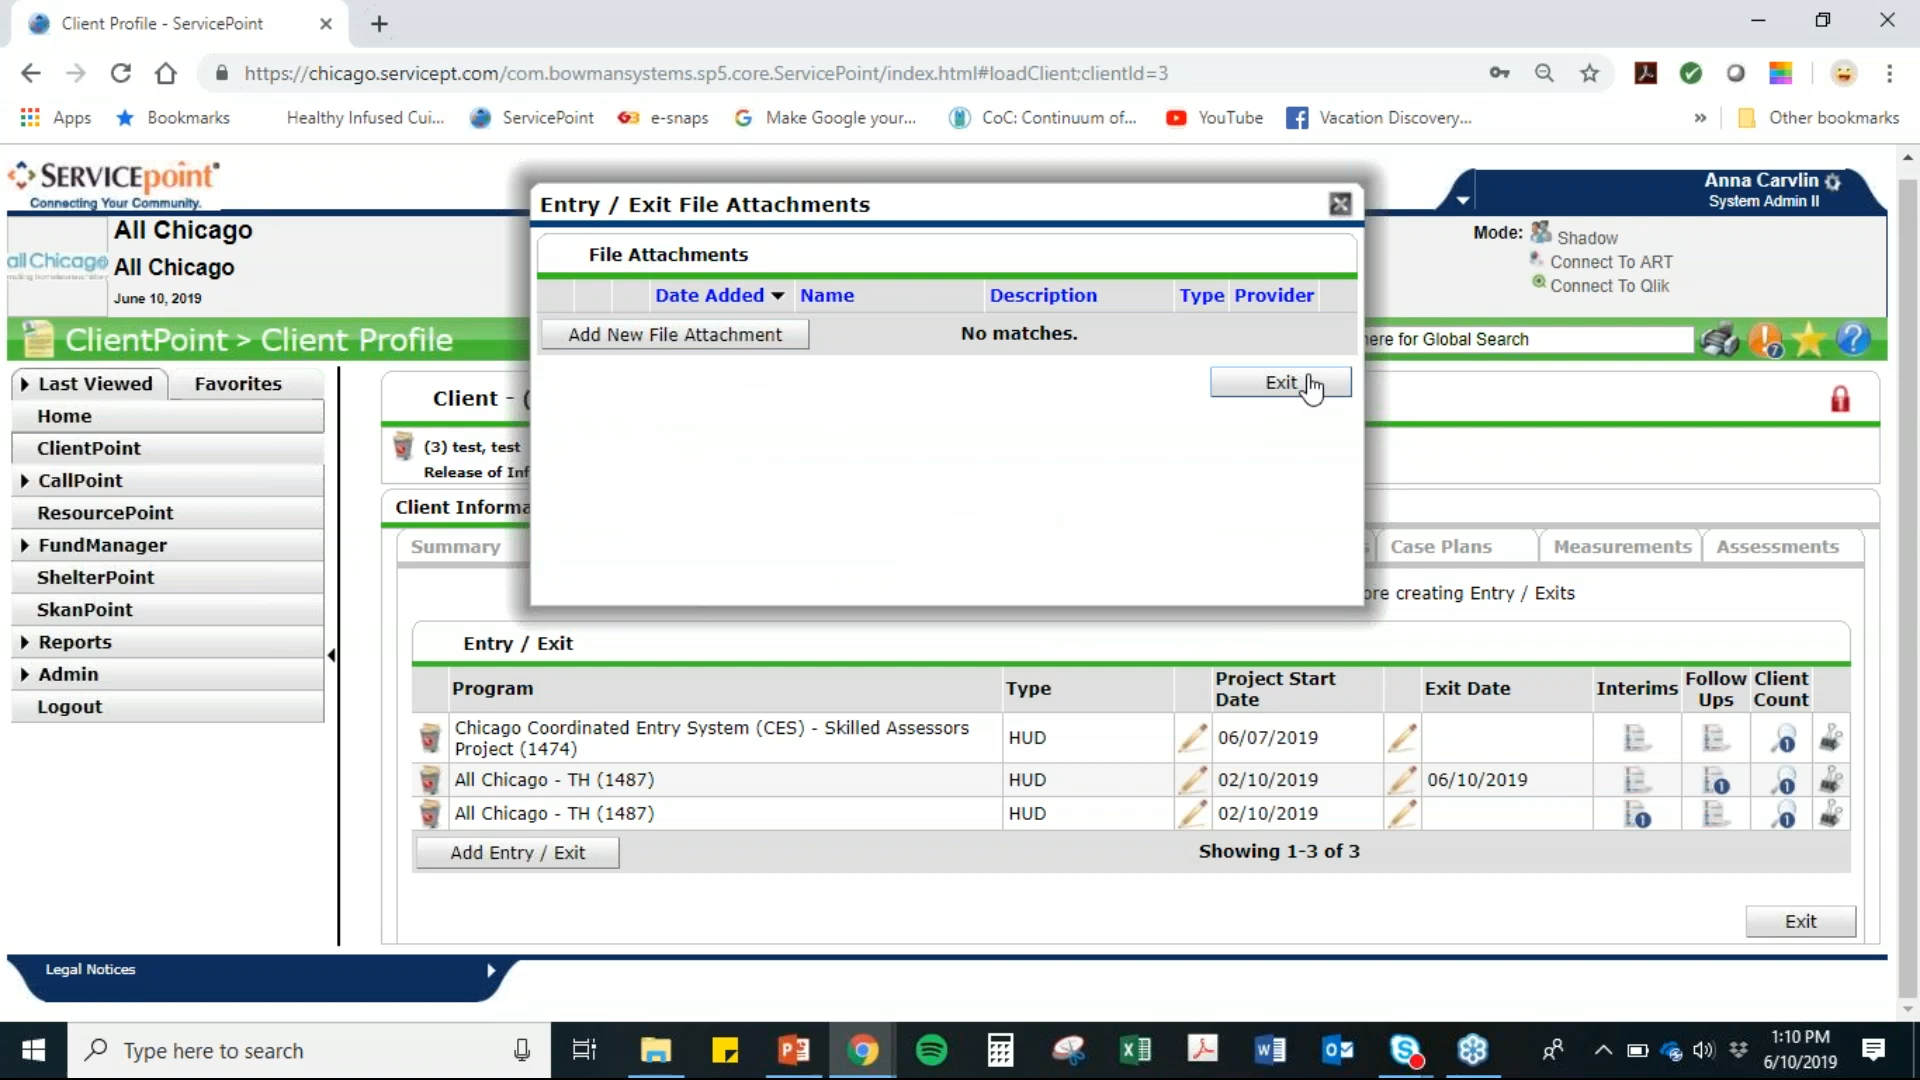 Client Profile - ServicePoint
https://chicago.servicept.com/com.bowmansystems.sp5.core.ServicePoint/index.html#loadClient;clientId=3
Apps
Bookmarks
Healthy Infused Cui...
ServicePoint
e-snaps
Make Google your...
CoC: Continuum of...
YouTube
Vacation Discovery...
»
Other bookmarks
SERVICEpoint
Connecting Your Community.
Anna Carvlin
System Admin II
all Chicago
All Chicago
All Chicago
June 10, 2019
Mode:
Shadow
Connect To ART
Connect To Qlik
ClientPoint > Client Profile
ere for Global Search
7
?
Last Viewed
Favorites
Home
ClientPoint
CallPoint
ResourcePoint
FundManager
ShelterPoint
SkanPoint
Reports
Admin
Logout
Entry / Exit File Attachments
File Attachments
Date Added Name Description Type Provider
Add New File Attachment
No matches.
Exit
Client - (
(3) test, test
Release of Inf
Client Informa
Summary
s
Case Plans
Measurements
Assessments
ore creating Entry / Exits
Entry / Exit
Program Type Project Start Date Exit Date Interims Follow Ups Client Count
Chicago Coordinated Entry System (CES) - Skilled Assessors Project (1474) HUD 06/07/2019 1
All Chicago - TH (1487) HUD 02/10/2019 06/10/2019 1 1
All Chicago - TH (1487) HUD 02/10/2019 1 1
Add Entry / Exit
Showing 1-3 of 3
Exit
Legal Notices
Type here to search
1:10 PM
6/10/2019